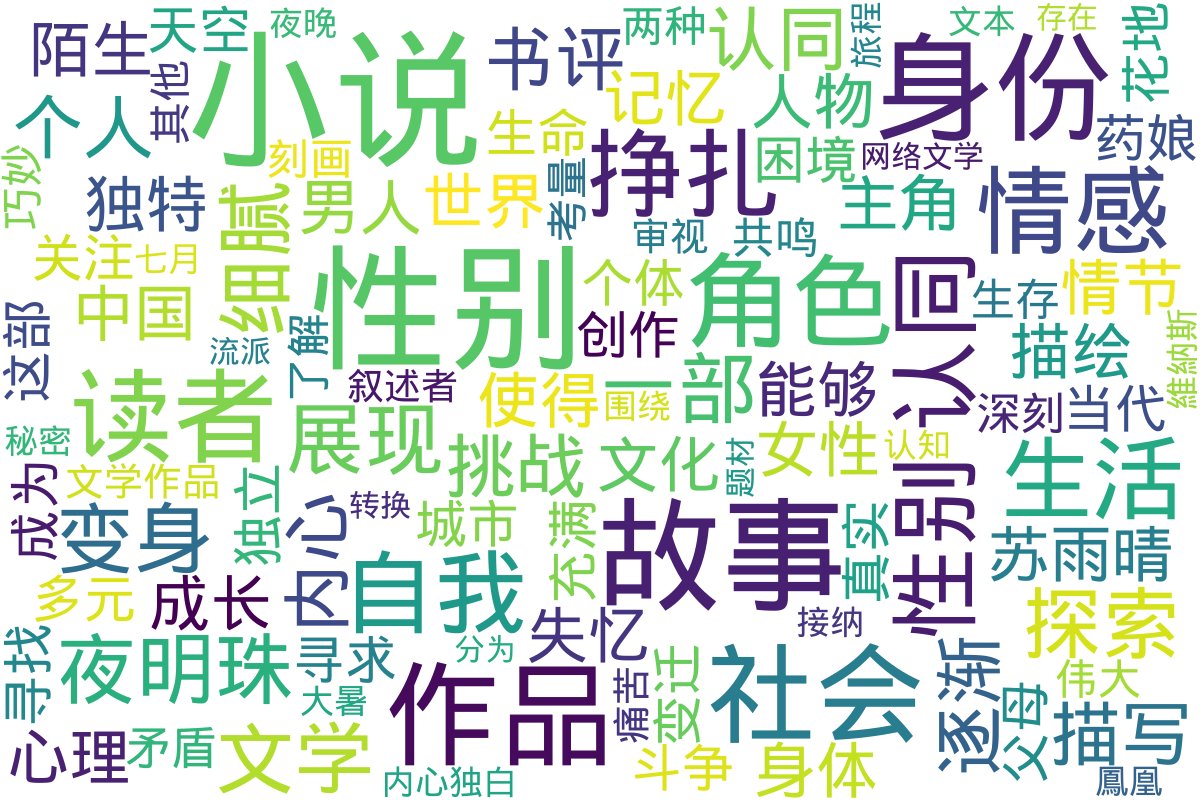 陌生
天空
夜晚
小说
书评
两种
认同
旅程
身份
文本
存在
花地
个人
其他
刻画
生命
记忆
人物
挣扎
困境
网络文学
药娘
巧妙
独特
细腻
男人
世界
考量
审视
共鸣
主角
情感
关注
七月
中国
性别
个体
角色
性别认同
生存
情节
这部
流派
了解
创作
描绘
維納斯
读者
叙述者
使得
围绕
一部
能够
深刻
当代
秘密
展现
挑战
文化
题材
女性
认知
生活
成为
文学作品
变身
独立
内心
转换
城市
充满
故事
真实
苏雨晴
多元
成长
自我
失忆
接纳
探索
寻找
夜明珠
寻求
分为
大暑
作品
痛苦
变迁
社会
逐渐
伟大
父母
描写
心理
矛盾
文学
内心独白
斗争
身体
鳳凰